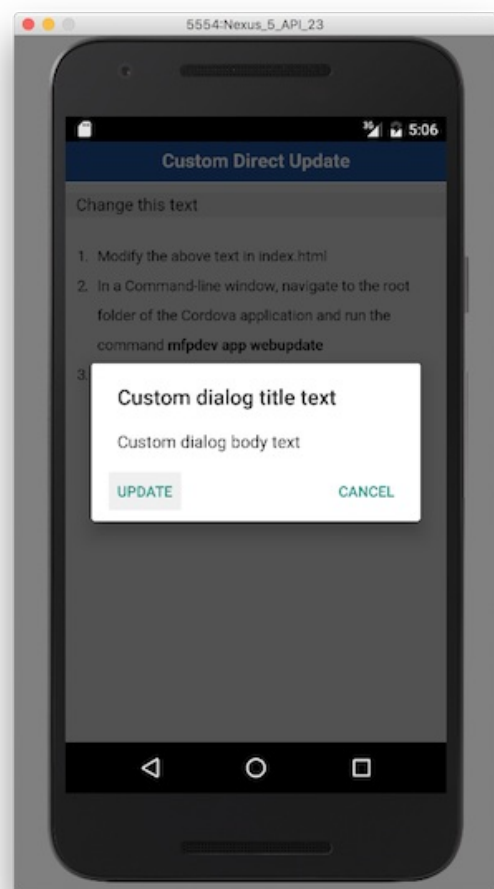 5554:Nexus_5_API_23
3G 5:06
Custom Direct Update
Change this text
1. Modify the above text in index.html
2. In a Command-line window, navigate to the root
folder of the Cordova application and run the
command mfpdev app webupdate
3.
Custom dialog title text
Custom dialog body text
UPDATE CANCEL